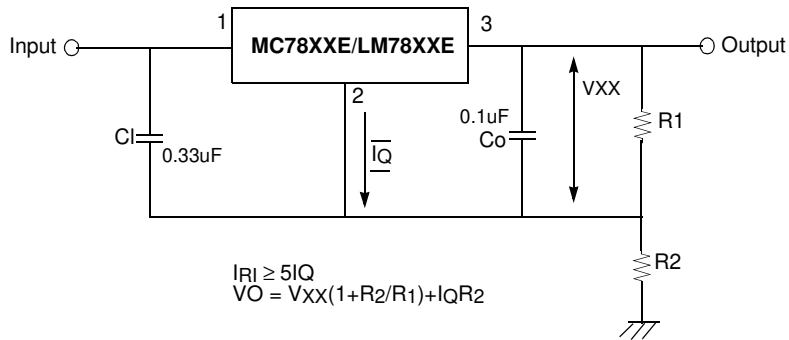 Input
1
MC78XXE/LM78XXE
3
Output
2
CI
0.33uF
IQ
0.1uF
Co
VXX
R1
R2
IRI ≥ 5IQ
VO = VXX(1+R2/R1)+IQR2